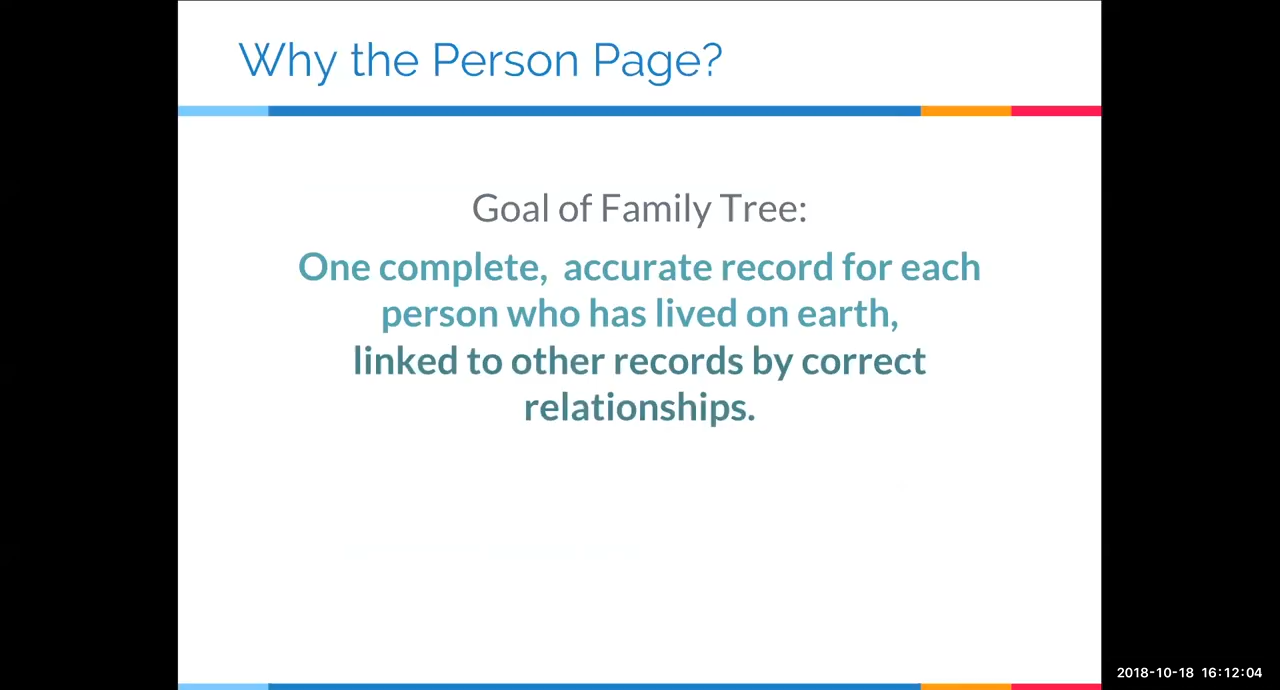 Why the Person Page?
Goal of Family Tree:
One complete,  accurate record for each
person who has lived on earth,
linked to other records by correct
relationships.
2018-10-18 16:12:04